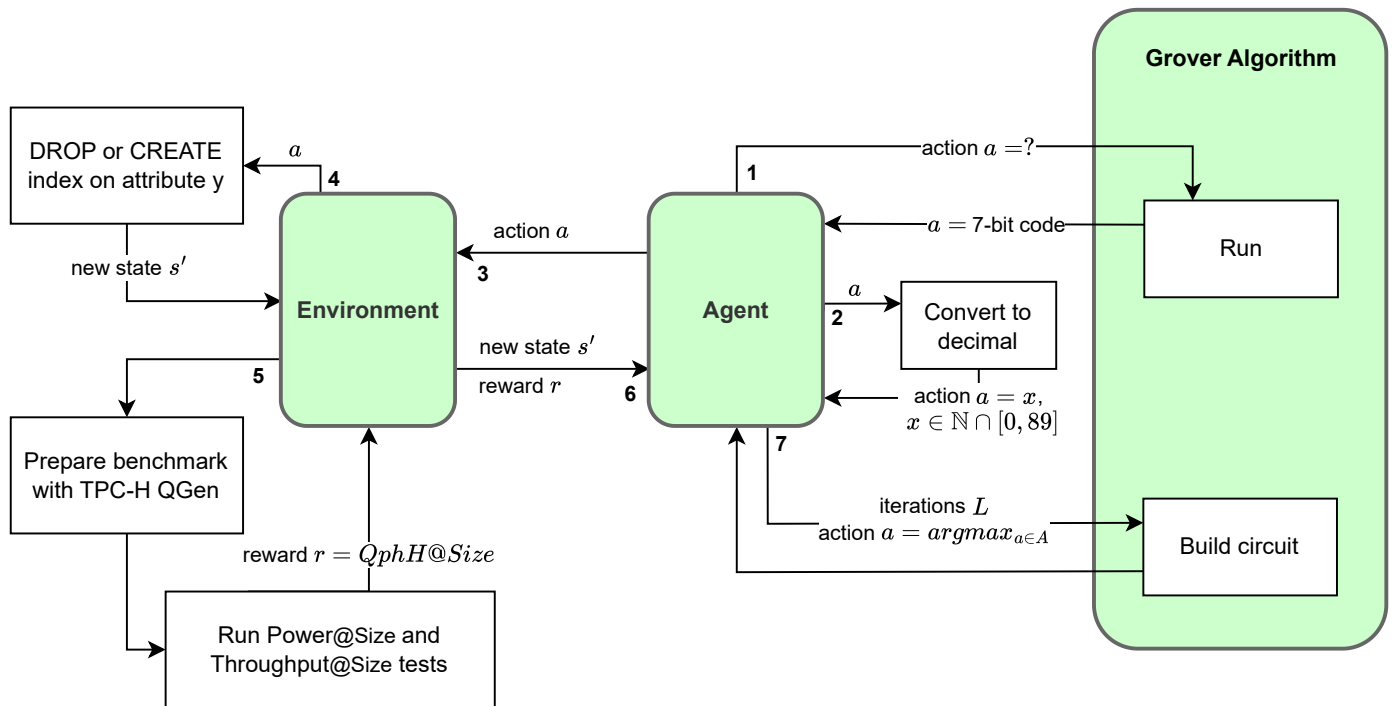 Grover Algorithm
DROP or CREATE
index on attribute y
a
4
1
action a =?
a = 7-bit code
Run
action a
3
new state s′
Environment
Agent
a
2
Convert to
decimal
new state s′
reward r
6
5
action a = x,
x ∈ ℕ ∩ [0, 89]
7
Prepare benchmark
with TPC-H QGen
iterations L
action a = argmax_{a∈A}
Build circuit
reward r = QphH@Size
Run Power@Size and
Throughput@Size tests